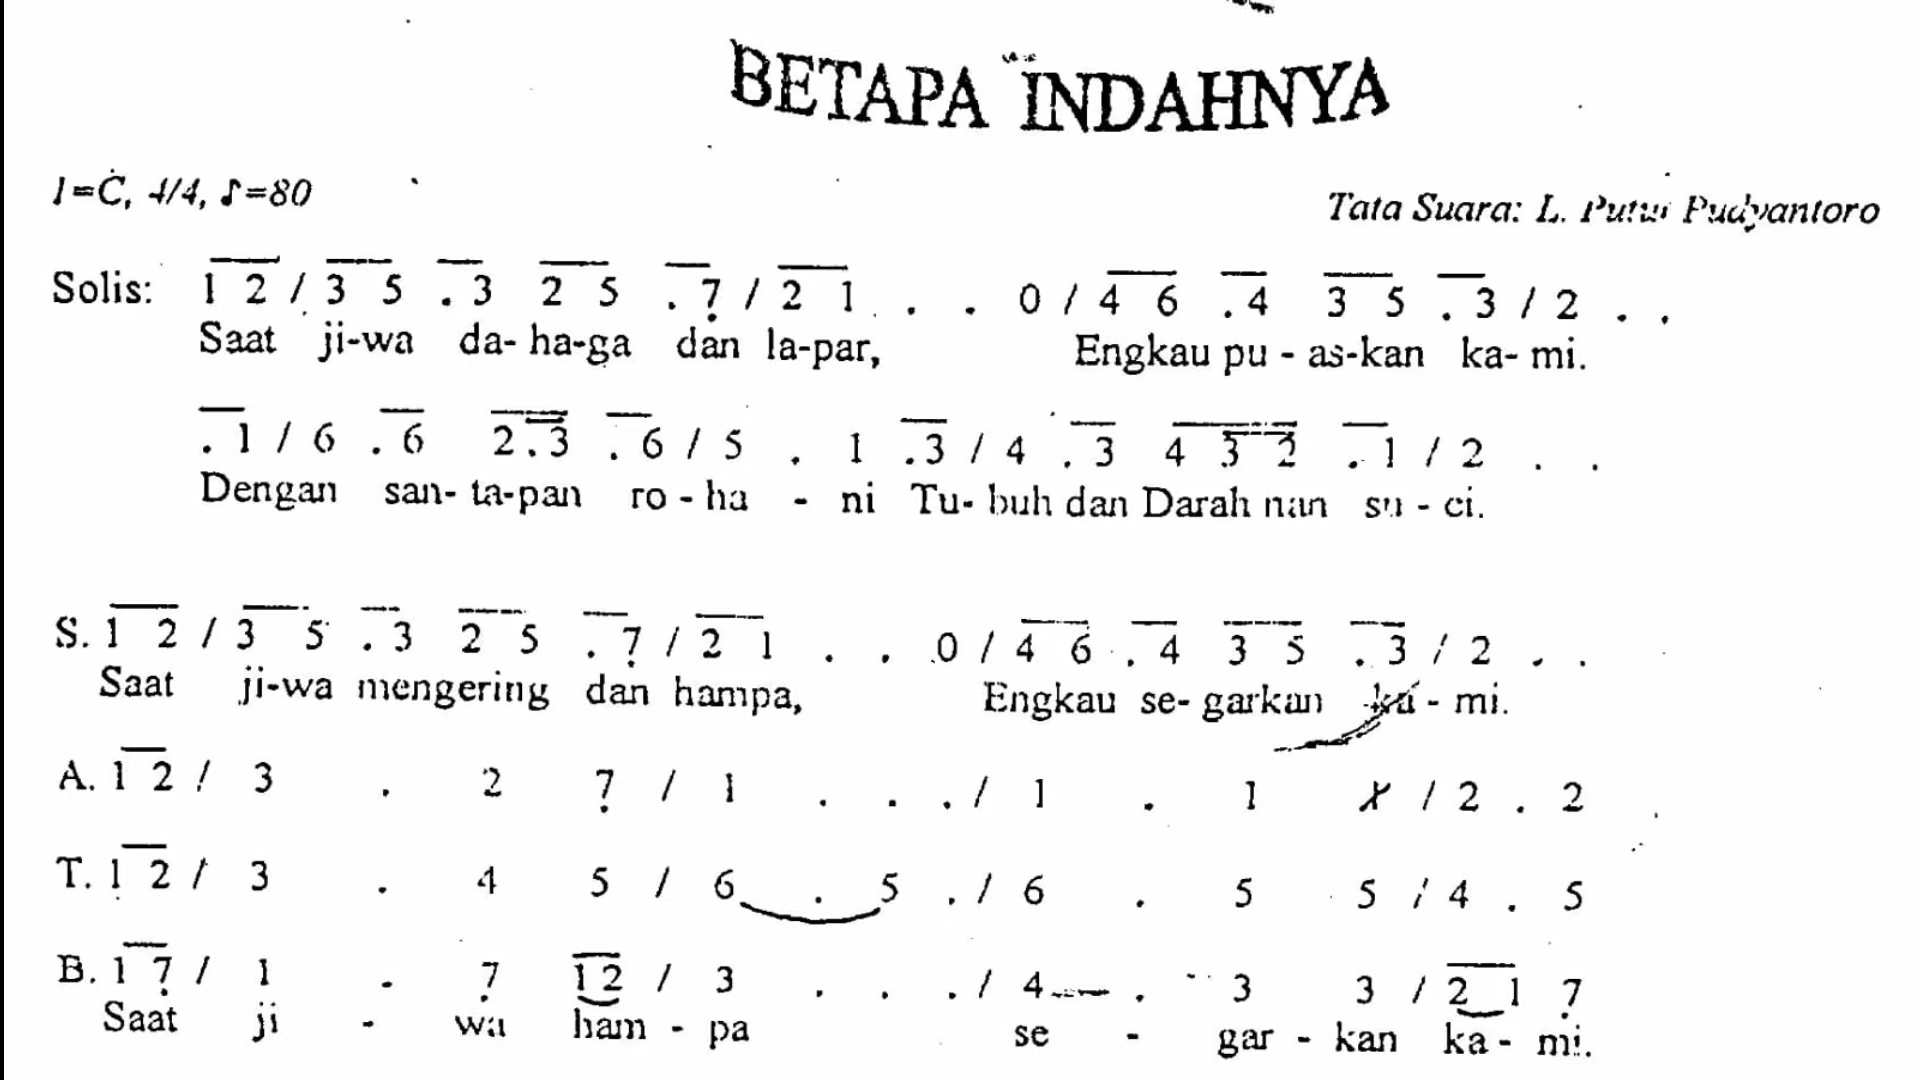 BETAPA INDAHNYA
1=C, 4/4, ♪=80
Tata Suara: L. Putut Pudyantoro
Solis: 1 2 / 3 5 . 3 2 5 . 7 / 2 1 . . 0 / 4 6 . 4 3 5 . 3 / 2 . .
Saat ji-wa da- ha-ga dan la-par, Engkau pu - as-kan ka- mi.
. 1 / 6 . 6 2 . 3 . 6 / 5 . 1 . 3 / 4 . 3 4 3 2 . 1 / 2 . .
Dengan san- ta-pan ro - ha - ni Tu- buh dan Darah nan su - ci.
S. 1 2 / 3 5 . 3 2 5 . 7 / 2 1 . . 0 / 4 6 . 4 3 5 . 3 / 2 . .
Saat ji-wa mengering dan hampa, Engkau se- garkan ka - mi.
A. 1 2 / 3 . 2 7 / 1 . . . / 1 . 1 / 2 . 2
T. 1 2 / 3 . 4 5 / 6 . 5 . / 6 . 5 5 / 4 . 5
B. 1 7 / 1 . 7 1 2 / 3 . . . / 4 . 3 3 / 2 1 7
Saat ji - wa ham - pa se - gar - kan ka - mi.